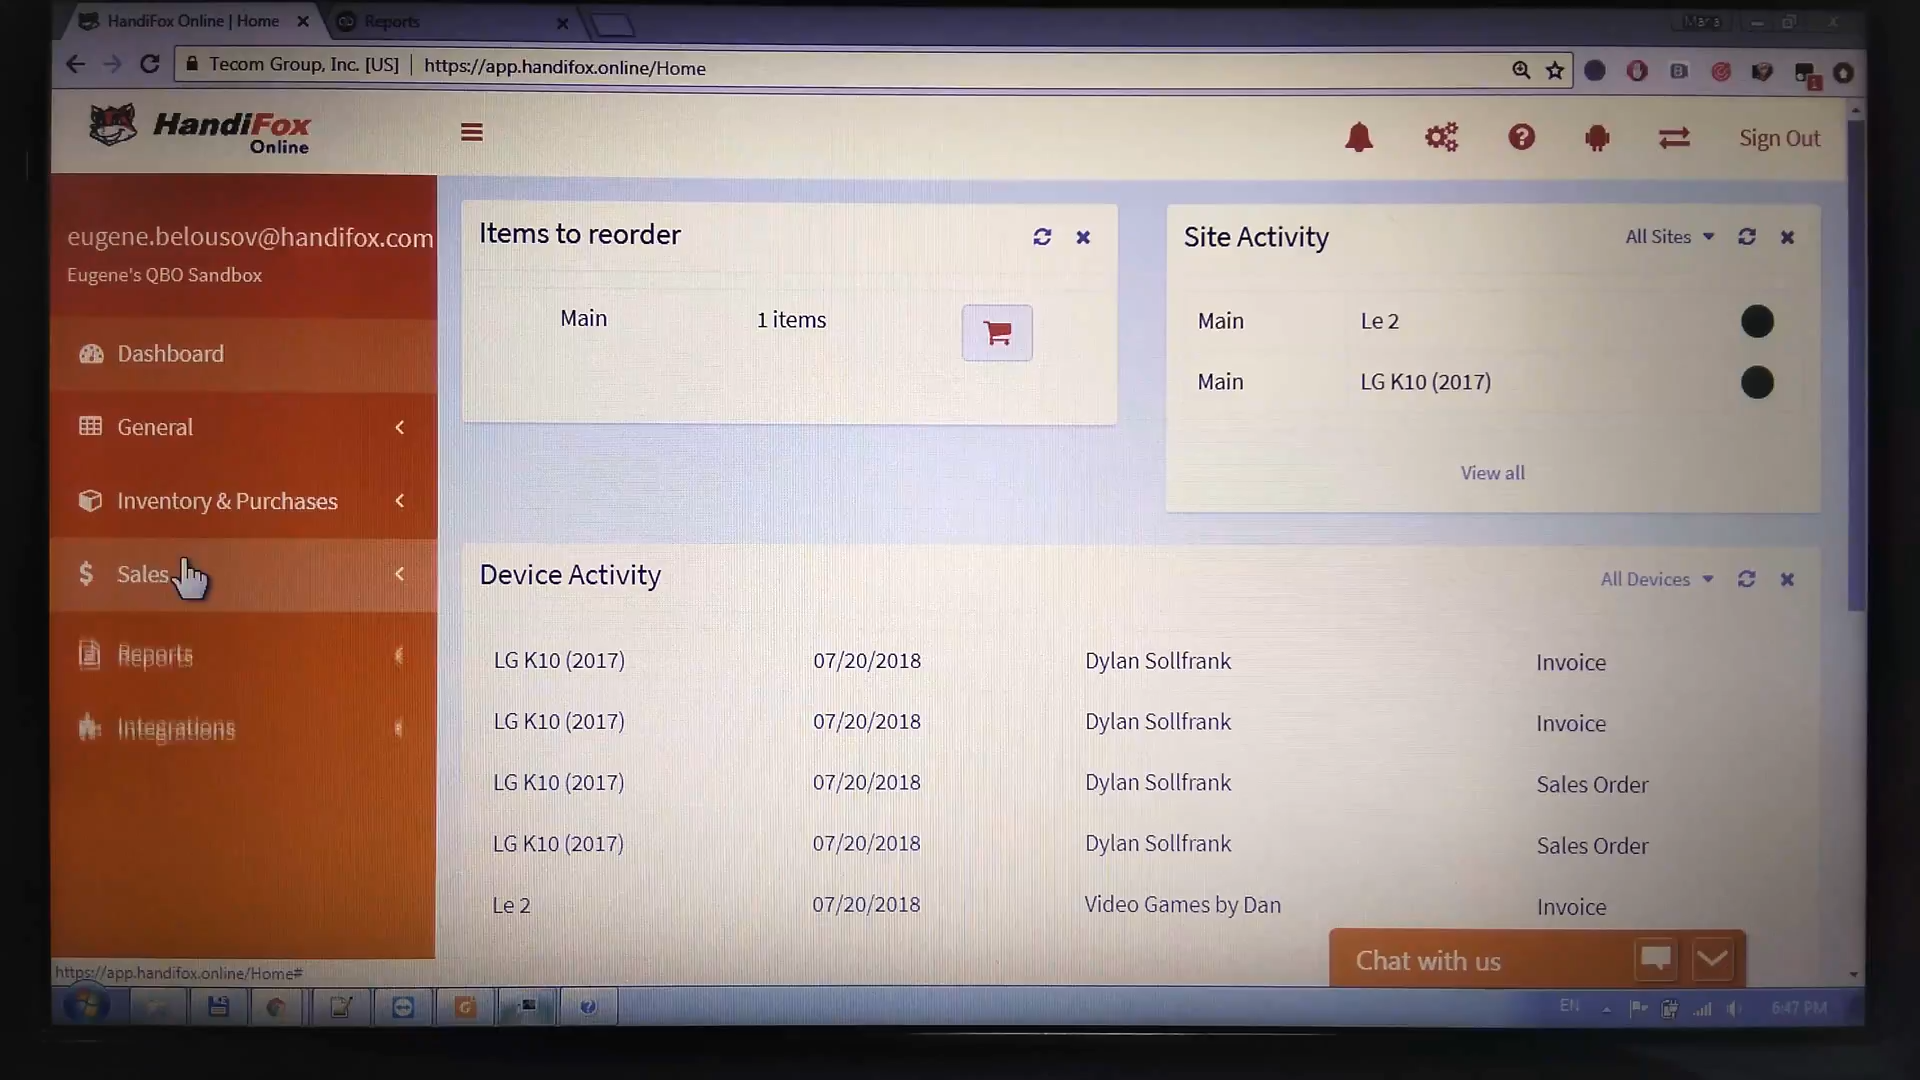 HandiFox Online | Home
Reports
Maria
Tecom Group, Inc. [US] | https://app.handifox.online/Home
HandiFox
Online
Sign Out
eugene.belousov@handifox.com
Eugene's QBO Sandbox
Dashboard
General
Inventory & Purchases
Sales
Reports
Integrations
Items to reorder
Main 1 items
Site Activity All Sites
Main Le 2
Main LG K10 (2017)
View all
Device Activity All Devices
LG K10 (2017) 07/20/2018 Dylan Sollfrank Invoice
LG K10 (2017) 07/20/2018 Dylan Sollfrank Invoice
LG K10 (2017) 07/20/2018 Dylan Sollfrank Sales Order
LG K10 (2017) 07/20/2018 Dylan Sollfrank Sales Order
Le 2 07/20/2018 Video Games by Dan Invoice
Chat with us
https://app.handifox.online/Home#
EN
6:47 PM